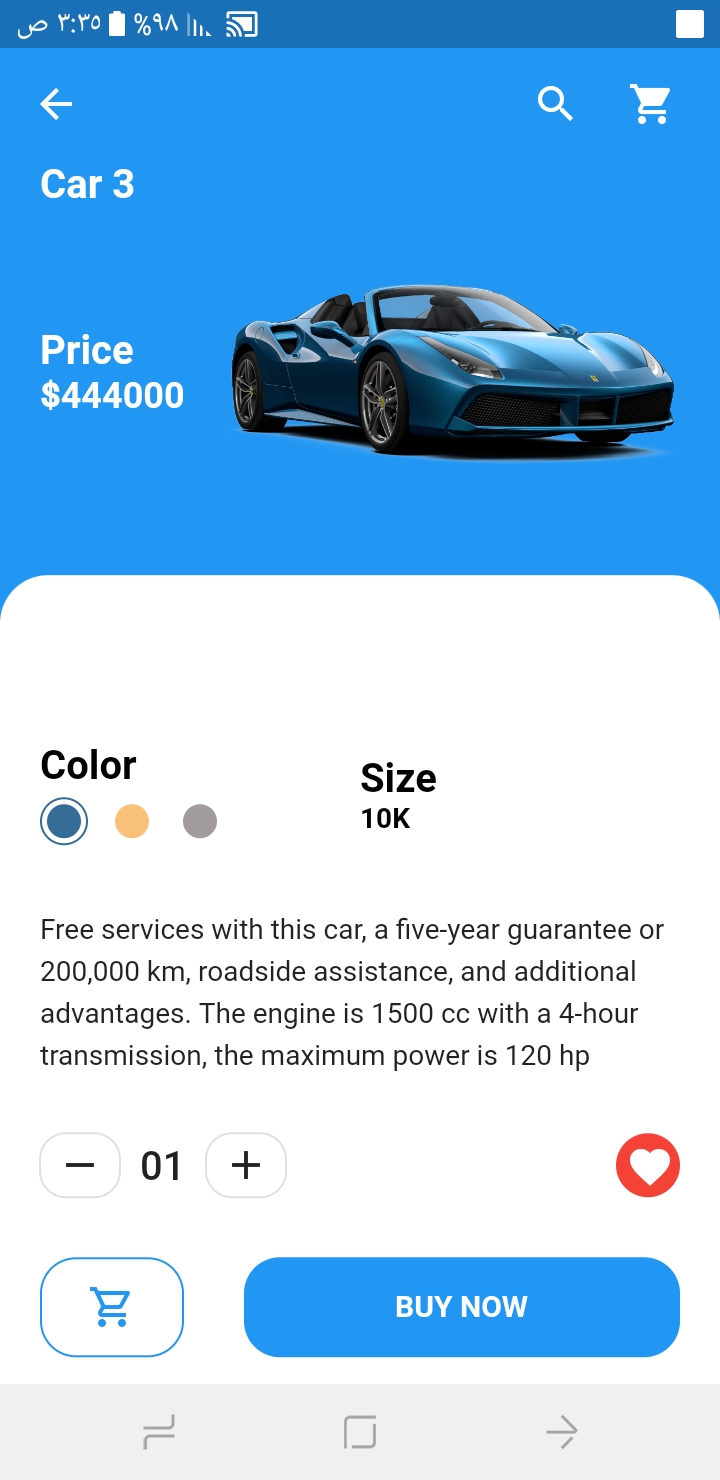 ص ٣:٣٥ %٩٨
Car 3
Price
$444000
Color
Size
10K
Free services with this car, a five-year guarantee or
200,000 km, roadside assistance, and additional
advantages. The engine is 1500 cc with a 4-hour
transmission, the maximum power is 120 hp
01
BUY NOW